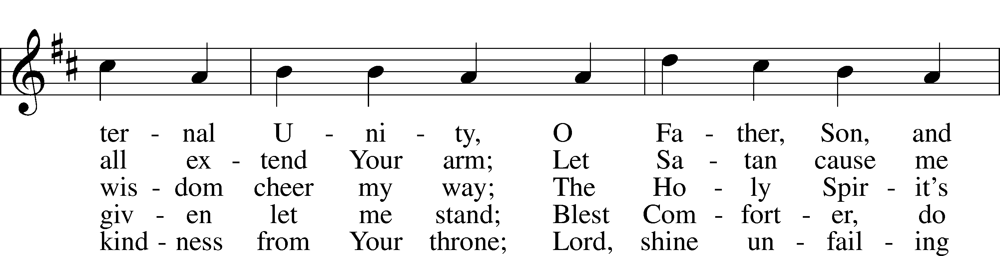 ter - nal U - ni - ty, O Fa - ther, Son, and
all ex - tend Your arm; Let Sa - tan cause me
wis - dom cheer my way; The Ho - ly Spir - it's
giv - en let me stand; Blest Com - fort - er, do
kind - ness from Your throne; Lord, shine un - fail - ing